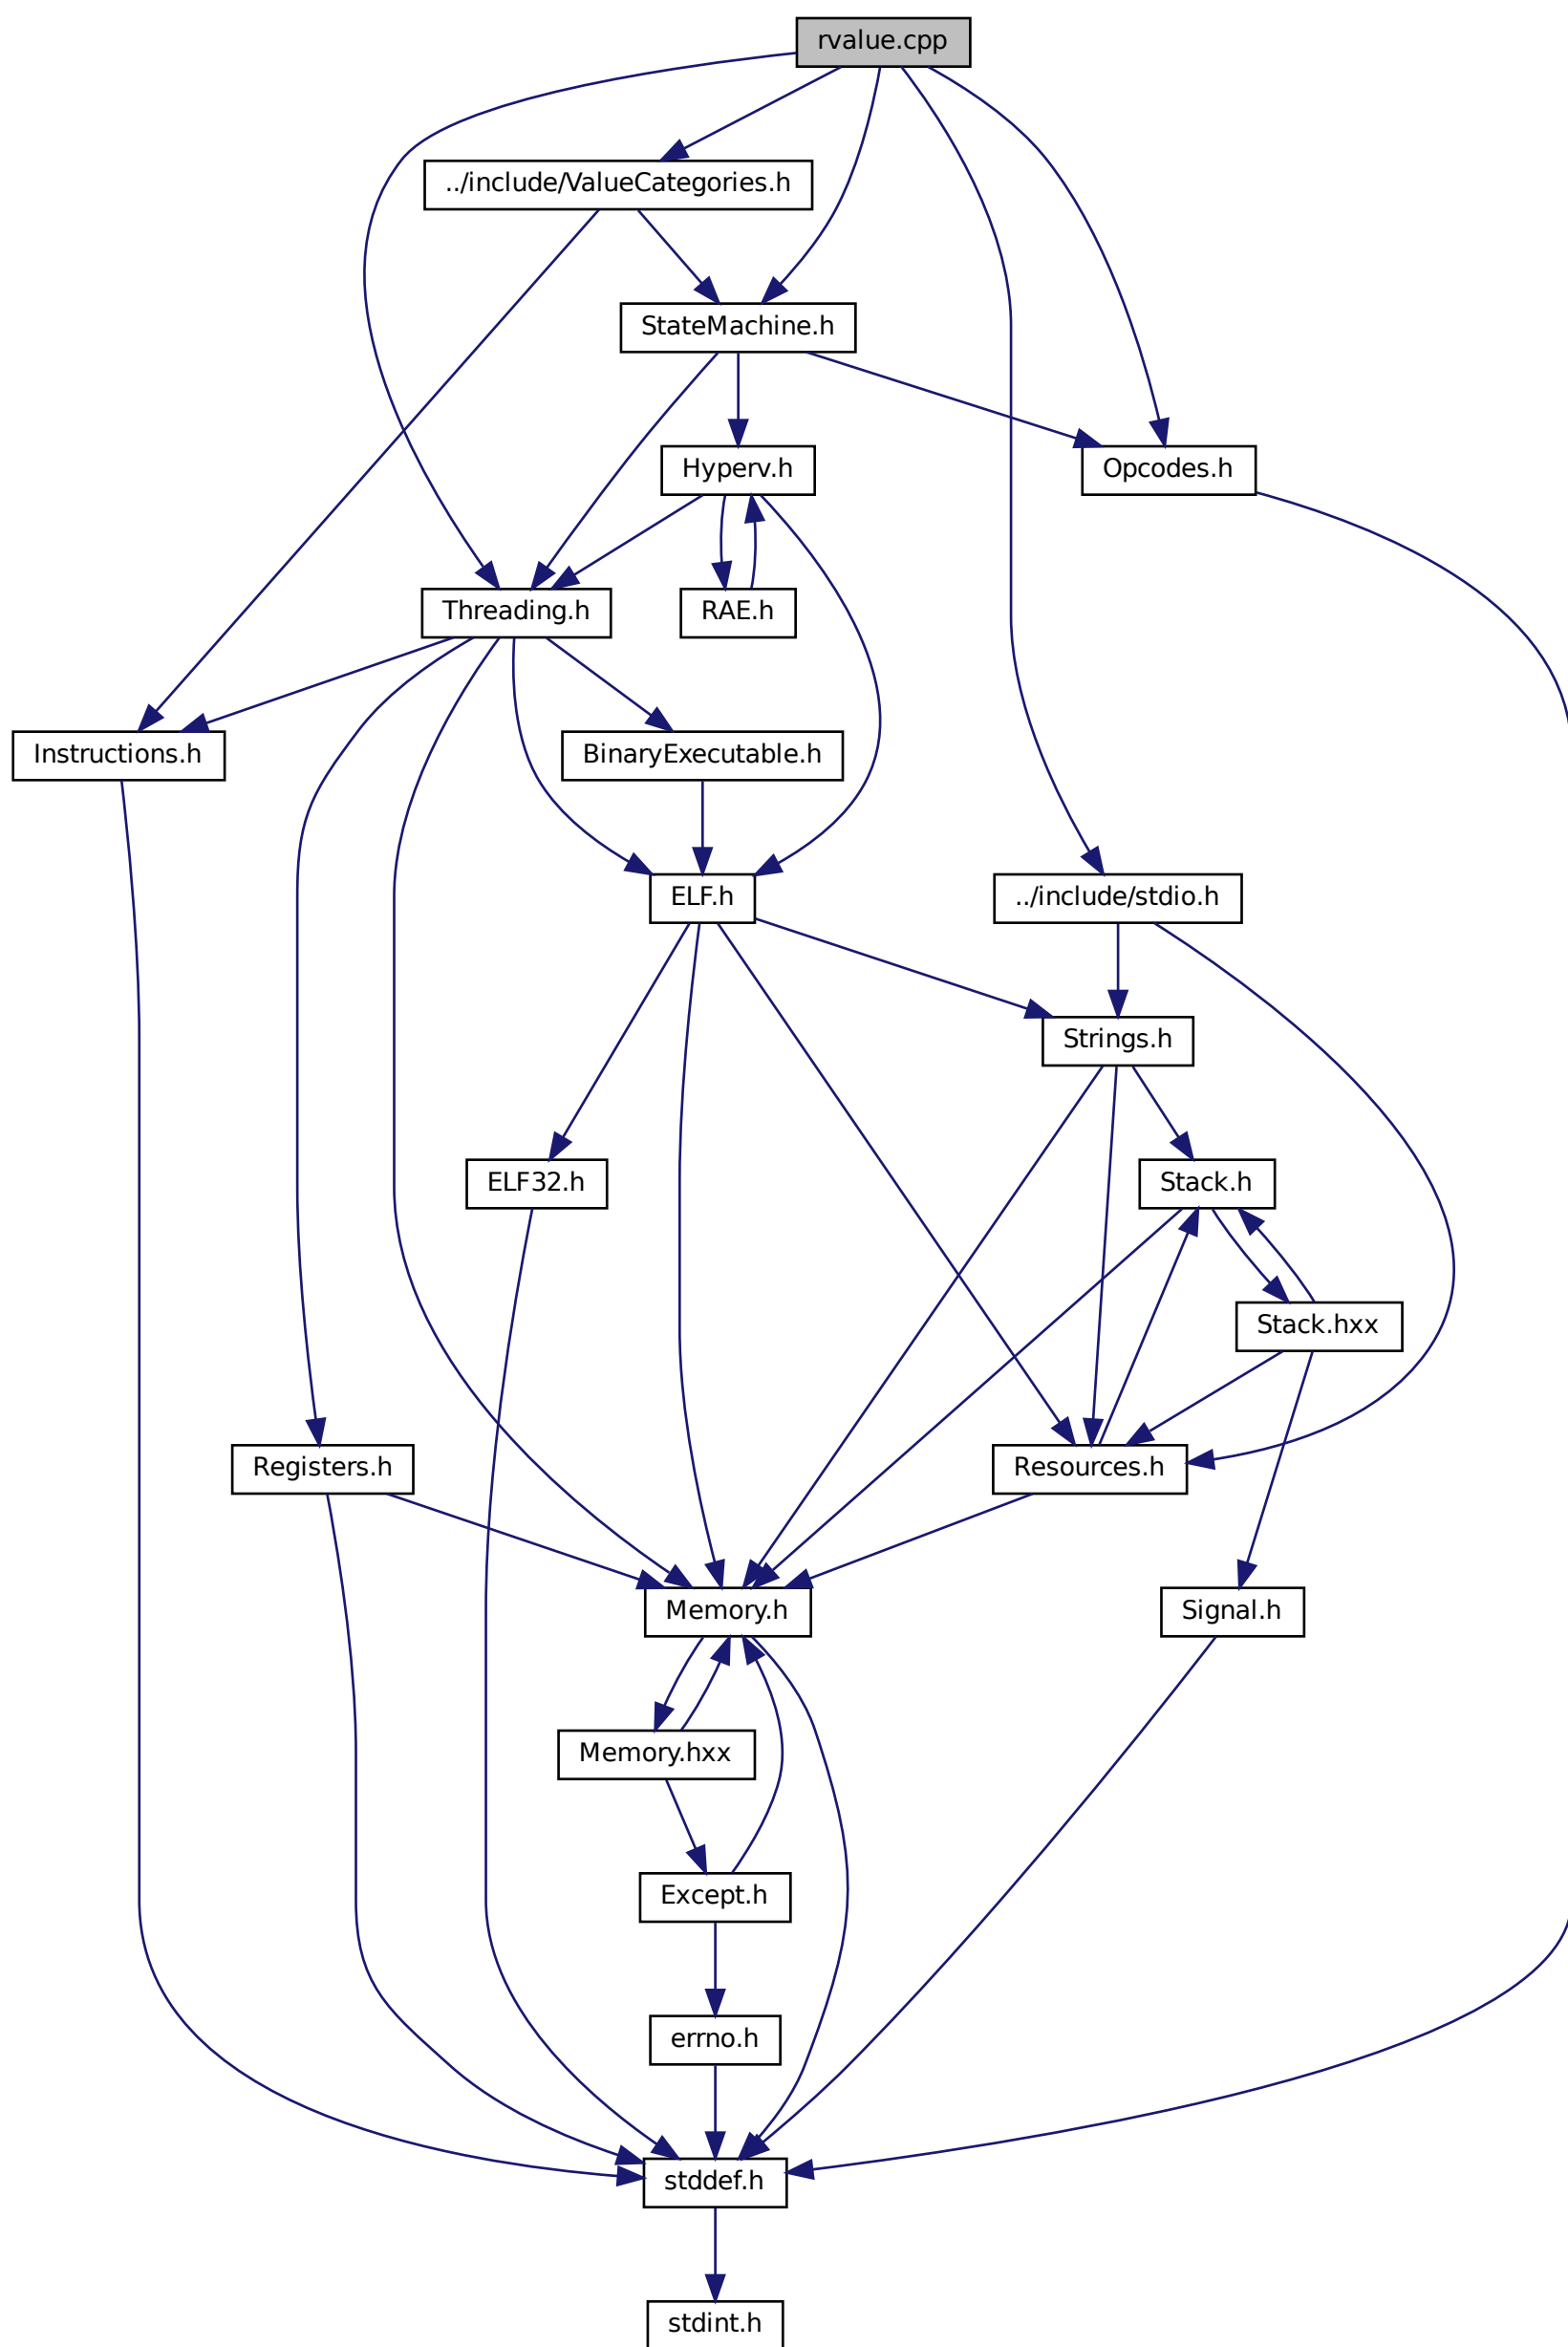 rvalue.cpp
../include/ValueCategories.h
StateMachine.h
Hyperv.h
Opcodes.h
Threading.h
RAE.h
Instructions.h
BinaryExecutable.h
ELF.h
../include/stdio.h
Strings.h
ELF32.h
Stack.h
Stack.hxx
Registers.h
Resources.h
Memory.h
Signal.h
Memory.hxx
Except.h
errno.h
stddef.h
stdint.h